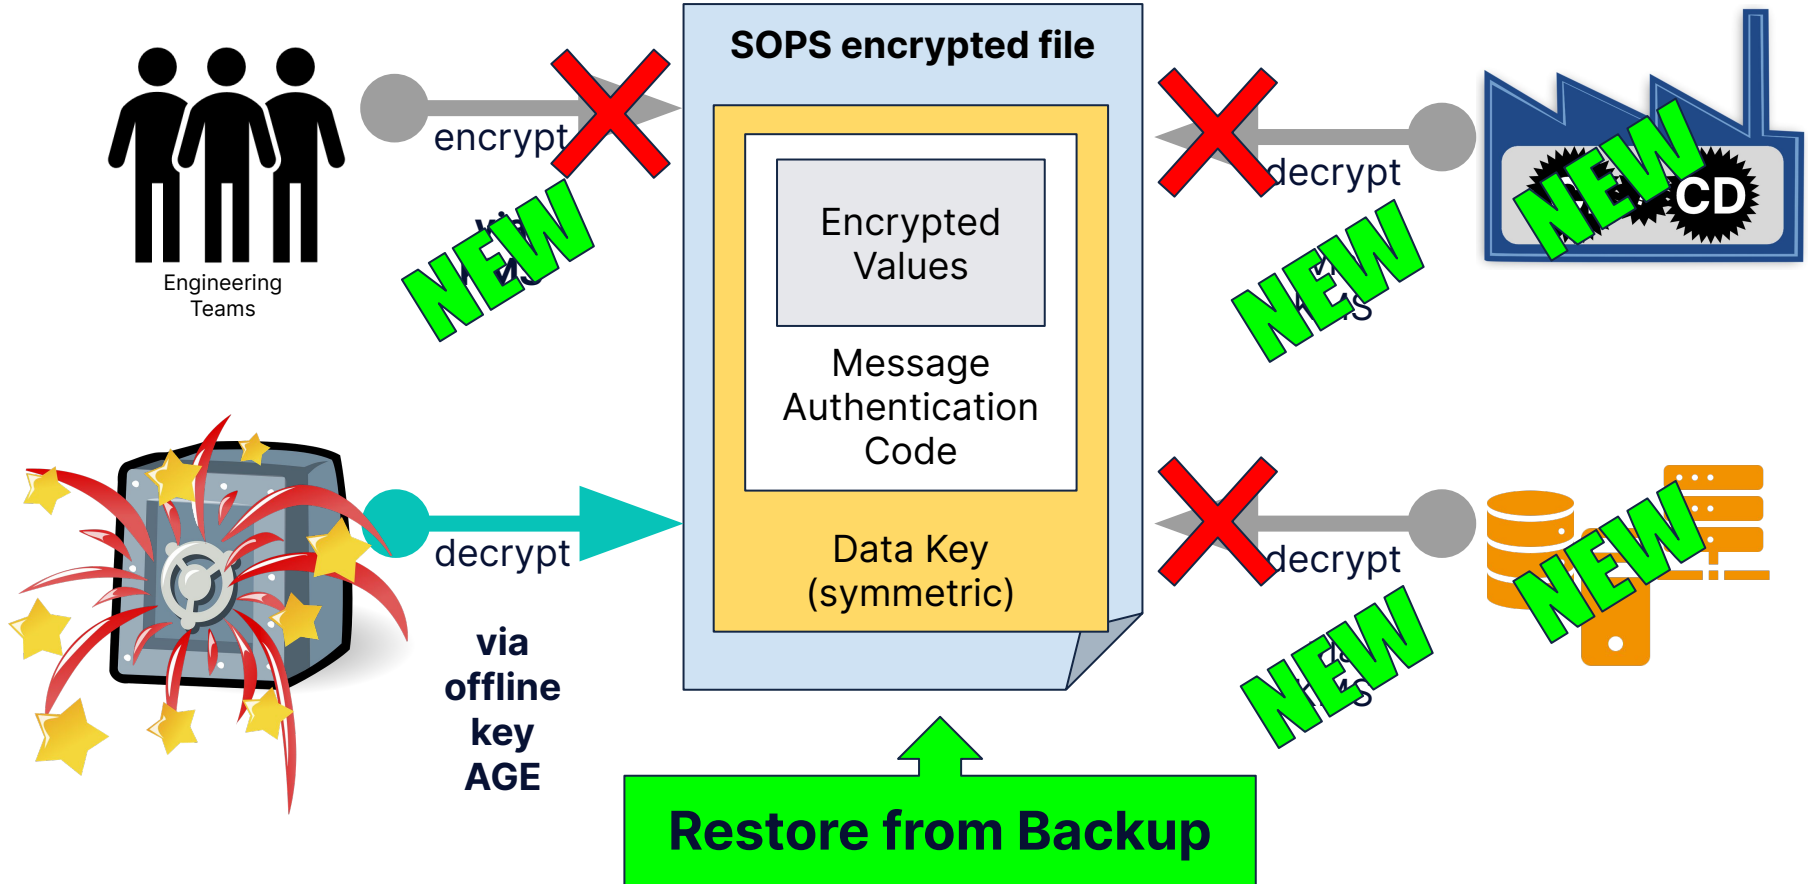 SOPS encrypted file
encrypt
NEW
Engineering
Teams
Encrypted
Values
Message
Authentication
Code
Data Key
(symmetric)
decrypt
NEW
NEW
CD
decrypt
via
offline
key
AGE
decrypt
NEW
NEW
Restore from Backup